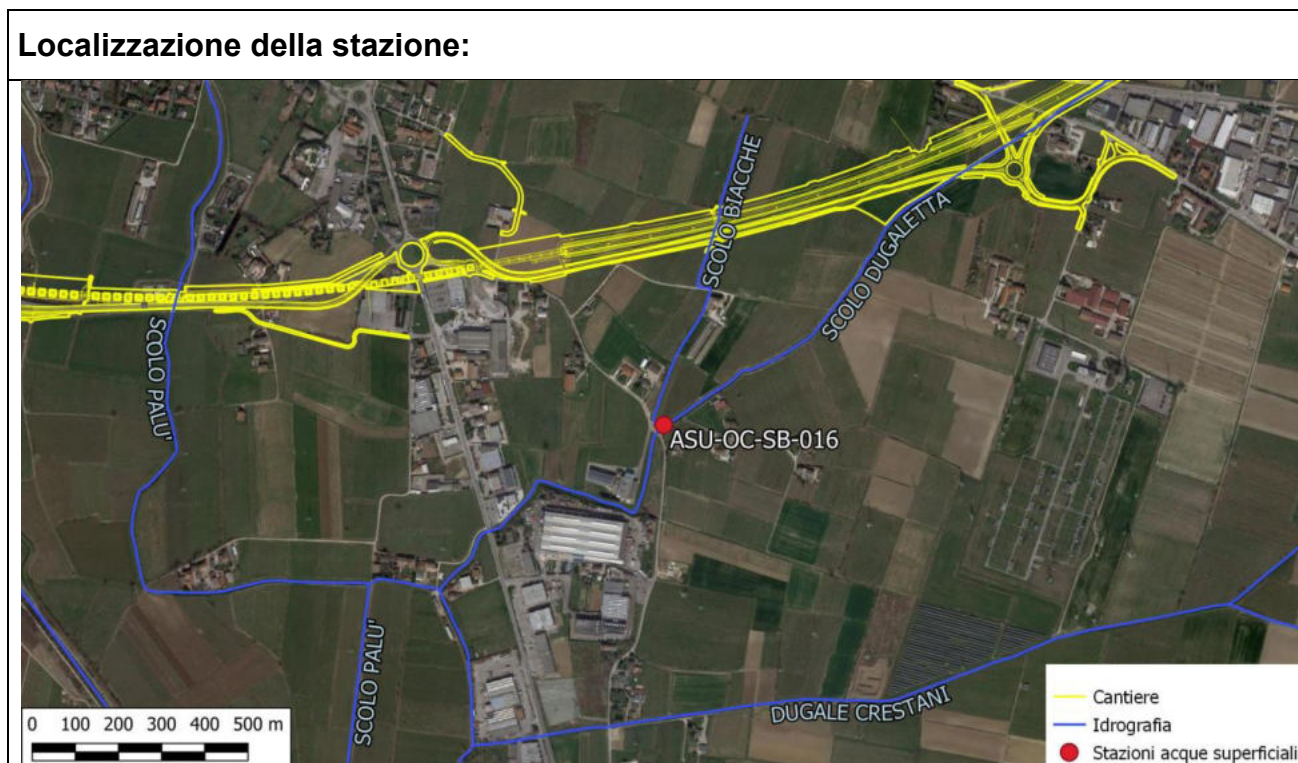 Localizzazione della stazione:
SCOLO BIACCHE
SCOLO DUGALETTA
SCOLO PALU'
ASU-OC-SB-016
SCOLO PALU'
DUGALE CRESTANI
0 100 200 300 400 500 m
Cantiere
Idrografia
Stazioni acque superficiali